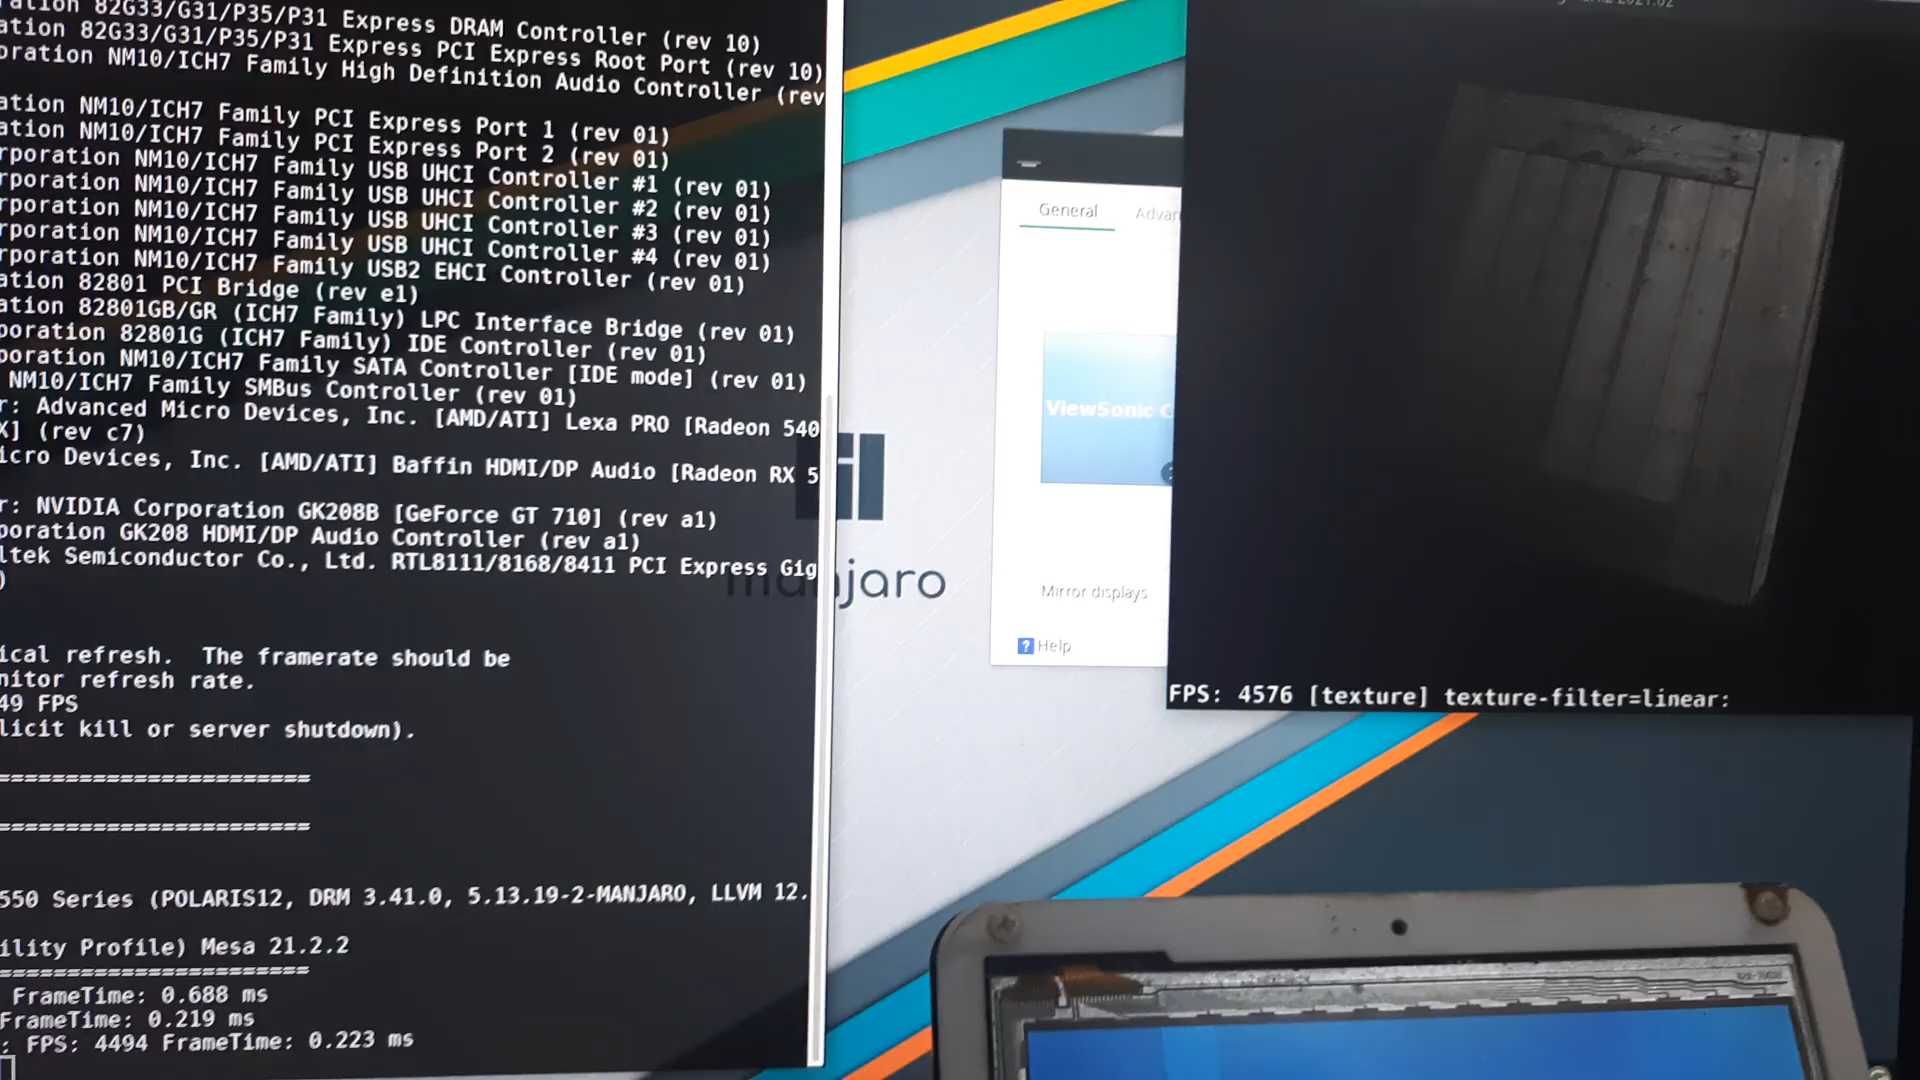 ation 82G33/G31/P35/P31 Express DRAM Controller (rev 10)
ation 82G33/G31/P35/P31 Express PCI Express Root Port (rev 10)
oration NM10/ICH7 Family High Definition Audio Controller (rev
ation NM10/ICH7 Family PCI Express Port 1 (rev 01)
ation NM10/ICH7 Family PCI Express Port 2 (rev 01)
rporation NM10/ICH7 Family USB UHCI Controller #1 (rev 01)
rporation NM10/ICH7 Family USB UHCI Controller #2 (rev 01)
rporation NM10/ICH7 Family USB UHCI Controller #3 (rev 01)
rporation NM10/ICH7 Family USB UHCI Controller #4 (rev 01)
rporation NM10/ICH7 Family USB2 EHCI Controller (rev 01)
ation 82801 PCI Bridge (rev e1)
ation 82801GB/GR (ICH7 Family) LPC Interface Bridge (rev 01)
poration 82801G (ICH7 Family) IDE Controller (rev 01)
poration NM10/ICH7 Family SATA Controller [IDE mode] (rev 01)
NM10/ICH7 Family SMBus Controller (rev 01)
r: Advanced Micro Devices, Inc. [AMD/ATI] Lexa PRO [Radeon 540
X] (rev c7)
icro Devices, Inc. [AMD/ATI] Baffin HDMI/DP Audio [Radeon RX 5
r: NVIDIA Corporation GK208B [GeForce GT 710] (rev a1)
poration GK208 HDMI/DP Audio Controller (rev a1)
ltek Semiconductor Co., Ltd. RTL8111/8168/8411 PCI Express Gig
)
ical refresh.  The framerate should be
nitor refresh rate.
49 FPS
licit kill or server shutdown).
=======================
=======================
550 Series (POLARIS12, DRM 3.41.0, 5.13.19-2-MANJARO, LLVM 12.
ility Profile) Mesa 21.2.2
=======================
FrameTime: 0.688 ms
FrameTime: 0.219 ms
: FPS: 4494 FrameTime: 0.223 ms
manjaro
General
Advan
ViewSonic C
Mirror displays
? Help
FPS: 4576 [texture] texture-filter=linear: